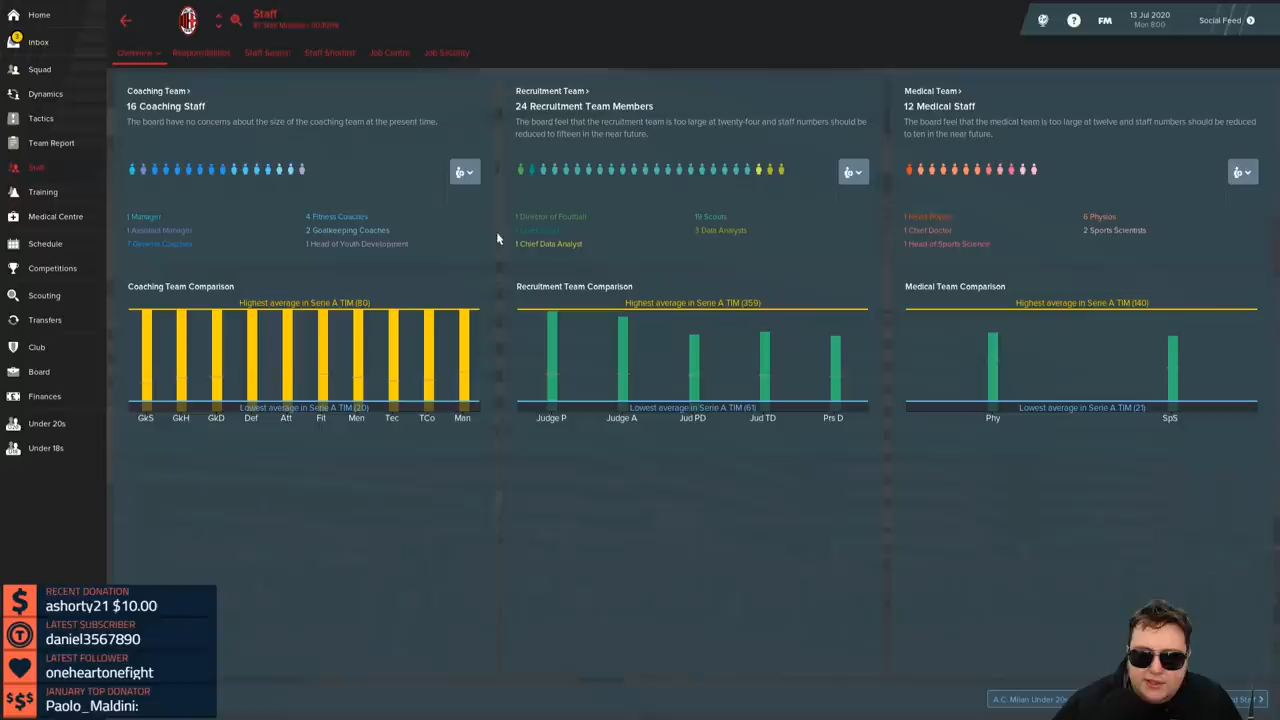 Home
3
Inbox
Squad
Dynamics
Tactics
Team Report
Staff
Training
Medical Centre
Schedule
Competitions
Scouting
Transfers
Club
Board
Finances
Under 20s
Under 18s
Staff
13 Jul 2020
Mon 8:00
FM
Social Feed
Overview
Responsibilities
Staff Search
Staff Shortlist
Job Centre
Job Security
Coaching Team >
16 Coaching Staff
The board have no concerns about the size of the coaching team at the present time.
1 Manager
4 Fitness Coaches
1 Assistant Manager
2 Goalkeeping Coaches
7 General Coaches
1 Head of Youth Development
Coaching Team Comparison
Highest average in Serie A TIM (80)
Lowest average in Serie A TIM (20)
GkS GkH GkD Def Att Fit Men Tec TCo Man
Recruitment Team >
24 Recruitment Team Members
The board feel that the recruitment team is too large at twenty-four and staff numbers should be
reduced to fifteen in the near future.
1 Director of Football
19 Scouts
3 Data Analysts
1 Chief Data Analyst
Recruitment Team Comparison
Highest average in Serie A TIM (359)
Lowest average in Serie A TIM (61)
Judge P Judge A Jud PD Jud TD Prs D
Medical Team >
12 Medical Staff
The board feel that the medical team is too large at twelve and staff numbers should be reduced
to ten in the near future.
1 Head Physio
6 Physios
1 Chief Doctor
2 Sports Scientists
1 Head of Sports Science
Medical Team Comparison
Highest average in Serie A TIM (140)
Lowest average in Serie A TIM (21)
Phy SpS
RECENT DONATION
ashorty21 $10.00
LATEST SUBSCRIBER
daniel3567890
LATEST FOLLOWER
oneheartonefight
JANUARY TOP DONATOR
Paolo_Maldini:
A.C. Milan Under 20